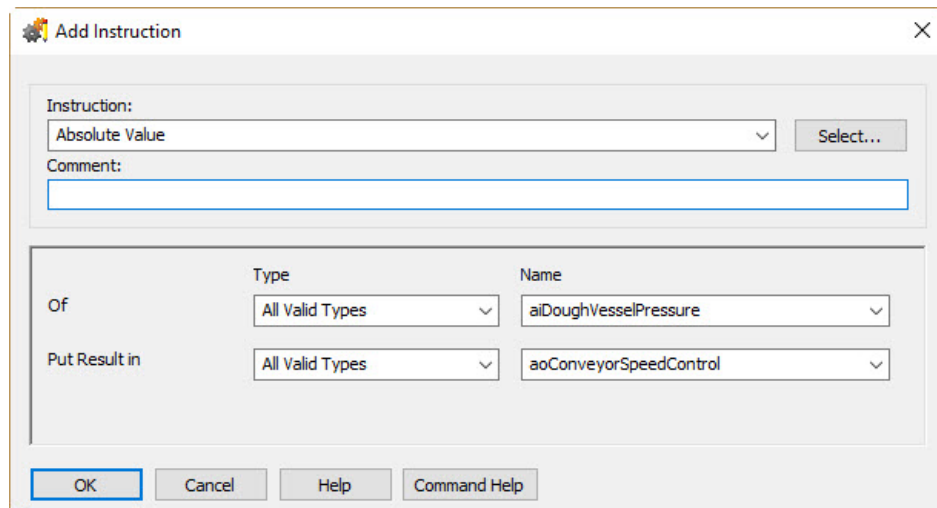 Add Instruction
Instruction:
Absolute Value
Select...
Comment:
Type Name
Of All Valid Types aiDoughVesselPressure
Put Result in All Valid Types aoConveyorSpeedControl
OK Cancel Help Command Help